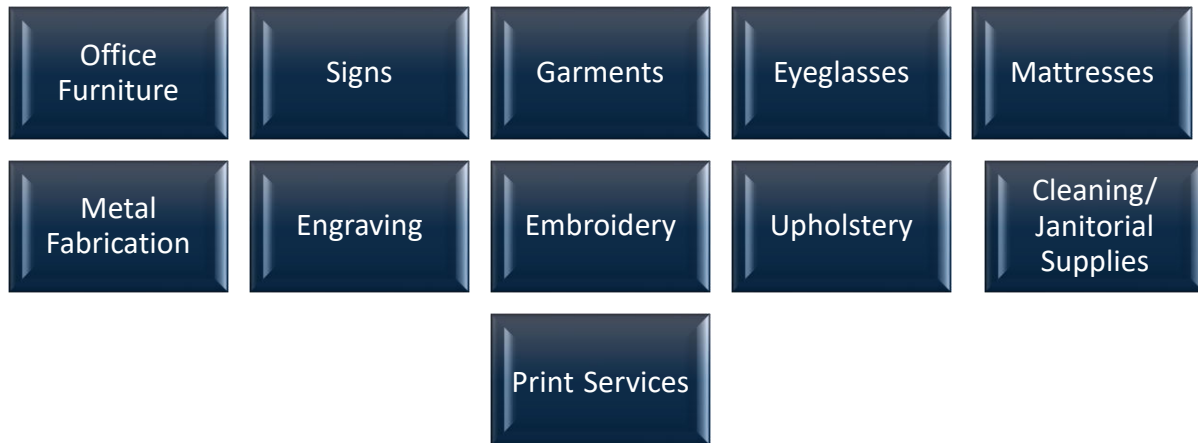 Office
Furniture
Signs
Garments
Eyeglasses
Mattresses
Metal
Fabrication
Engraving
Embroidery
Upholstery
Cleaning/
Janitorial
Supplies
Print Services